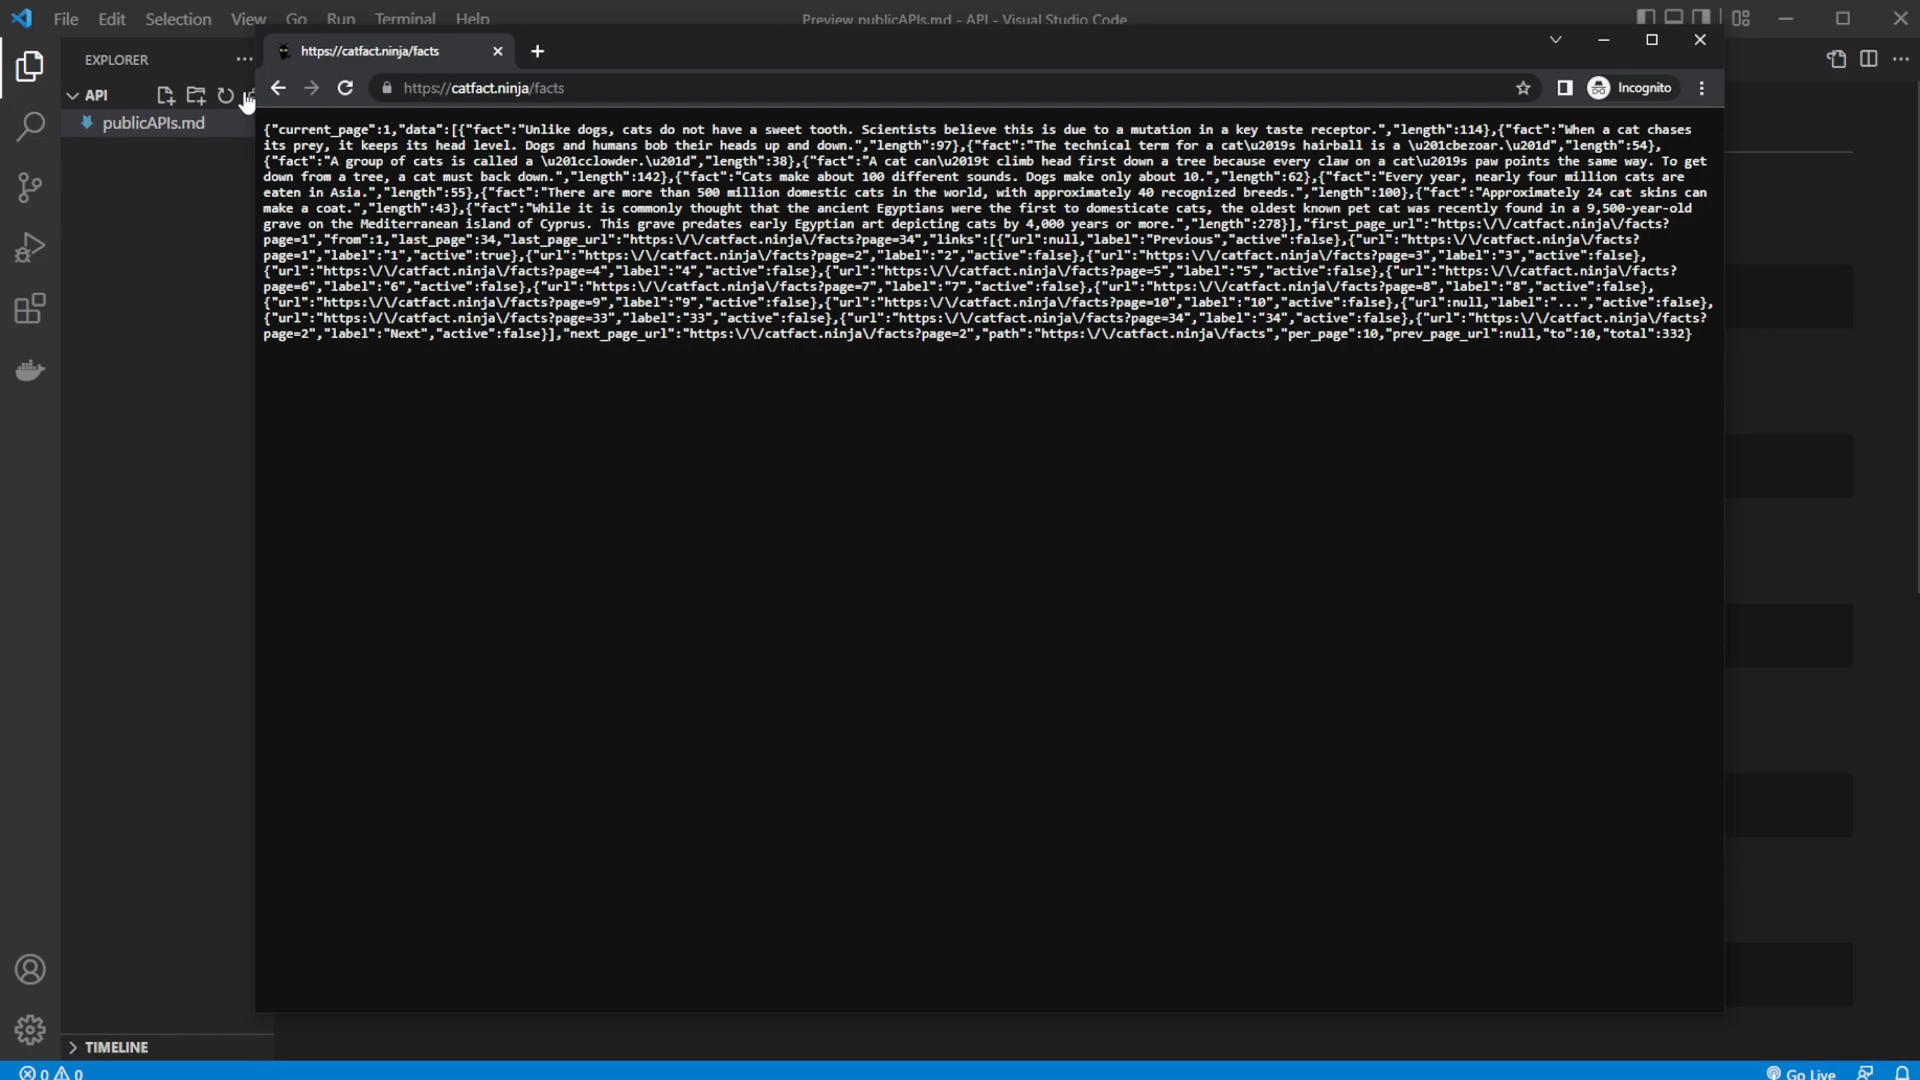 File Edit Selection View Go Run Terminal Help
Preview publicAPIs.md - API - Visual Studio Code
EXPLORER
API
publicAPIs.md
https://catfact.ninja/facts
https://catfact.ninja/facts
Incognito
{"current_page":1,"data":[{"fact":"Unlike dogs, cats do not have a sweet tooth. Scientists believe this is due to a mutation in a key taste receptor.","length":114},{"fact":"When a cat chases
its prey, it keeps its head level. Dogs and humans bob their heads up and down.","length":97},{"fact":"The technical term for a cat\u2019s hairball is a \u201cbezoar.\u201d","length":54},
{"fact":"A group of cats is called a \u201cclowder.\u201d","length":38},{"fact":"A cat can\u2019t climb head first down a tree because every claw on a cat\u2019s paw points the same way. To get
down from a tree, a cat must back down.","length":142},{"fact":"Cats make about 100 different sounds. Dogs make only about 10.","length":62},{"fact":"Every year, nearly four million cats are
eaten in Asia.","length":55},{"fact":"There are more than 500 million domestic cats in the world, with approximately 40 recognized breeds.","length":100},{"fact":"Approximately 24 cat skins can
make a coat.","length":43},{"fact":"While it is commonly thought that the ancient Egyptians were the first to domesticate cats, the oldest known pet cat was recently found in a 9,500-year-old
grave on the Mediterranean island of Cyprus. This grave predates early Egyptian art depicting cats by 4,000 years or more.","length":278}],"first_page_url":"https:\/\/catfact.ninja\/facts?
page=1","from":1,"last_page":34,"last_page_url":"https:\/\/catfact.ninja\/facts?page=34","links":[{"url":null,"label":"Previous","active":false},{"url":"https:\/\/catfact.ninja\/facts?
page=1","label":"1","active":true},{"url":"https:\/\/catfact.ninja\/facts?page=2","label":"2","active":false},{"url":"https:\/\/catfact.ninja\/facts?page=3","label":"3","active":false},
{"url":"https:\/\/catfact.ninja\/facts?page=4","label":"4","active":false},{"url":"https:\/\/catfact.ninja\/facts?page=5","label":"5","active":false},{"url":"https:\/\/catfact.ninja\/facts?
page=6","label":"6","active":false},{"url":"https:\/\/catfact.ninja\/facts?page=7","label":"7","active":false},{"url":"https:\/\/catfact.ninja\/facts?page=8","label":"8","active":false},
{"url":"https:\/\/catfact.ninja\/facts?page=9","label":"9","active":false},{"url":"https:\/\/catfact.ninja\/facts?page=10","label":"10","active":false},{"url":null,"label":"...","active":false},
{"url":"https:\/\/catfact.ninja\/facts?page=33","label":"33","active":false},{"url":"https:\/\/catfact.ninja\/facts?page=34","label":"34","active":false},{"url":"https:\/\/catfact.ninja\/facts?
page=2","label":"Next","active":false}],"next_page_url":"https:\/\/catfact.ninja\/facts?page=2","path":"https:\/\/catfact.ninja\/facts","per_page":10,"prev_page_url":null,"to":10,"total":332}
TIMELINE
0 0
Go Live